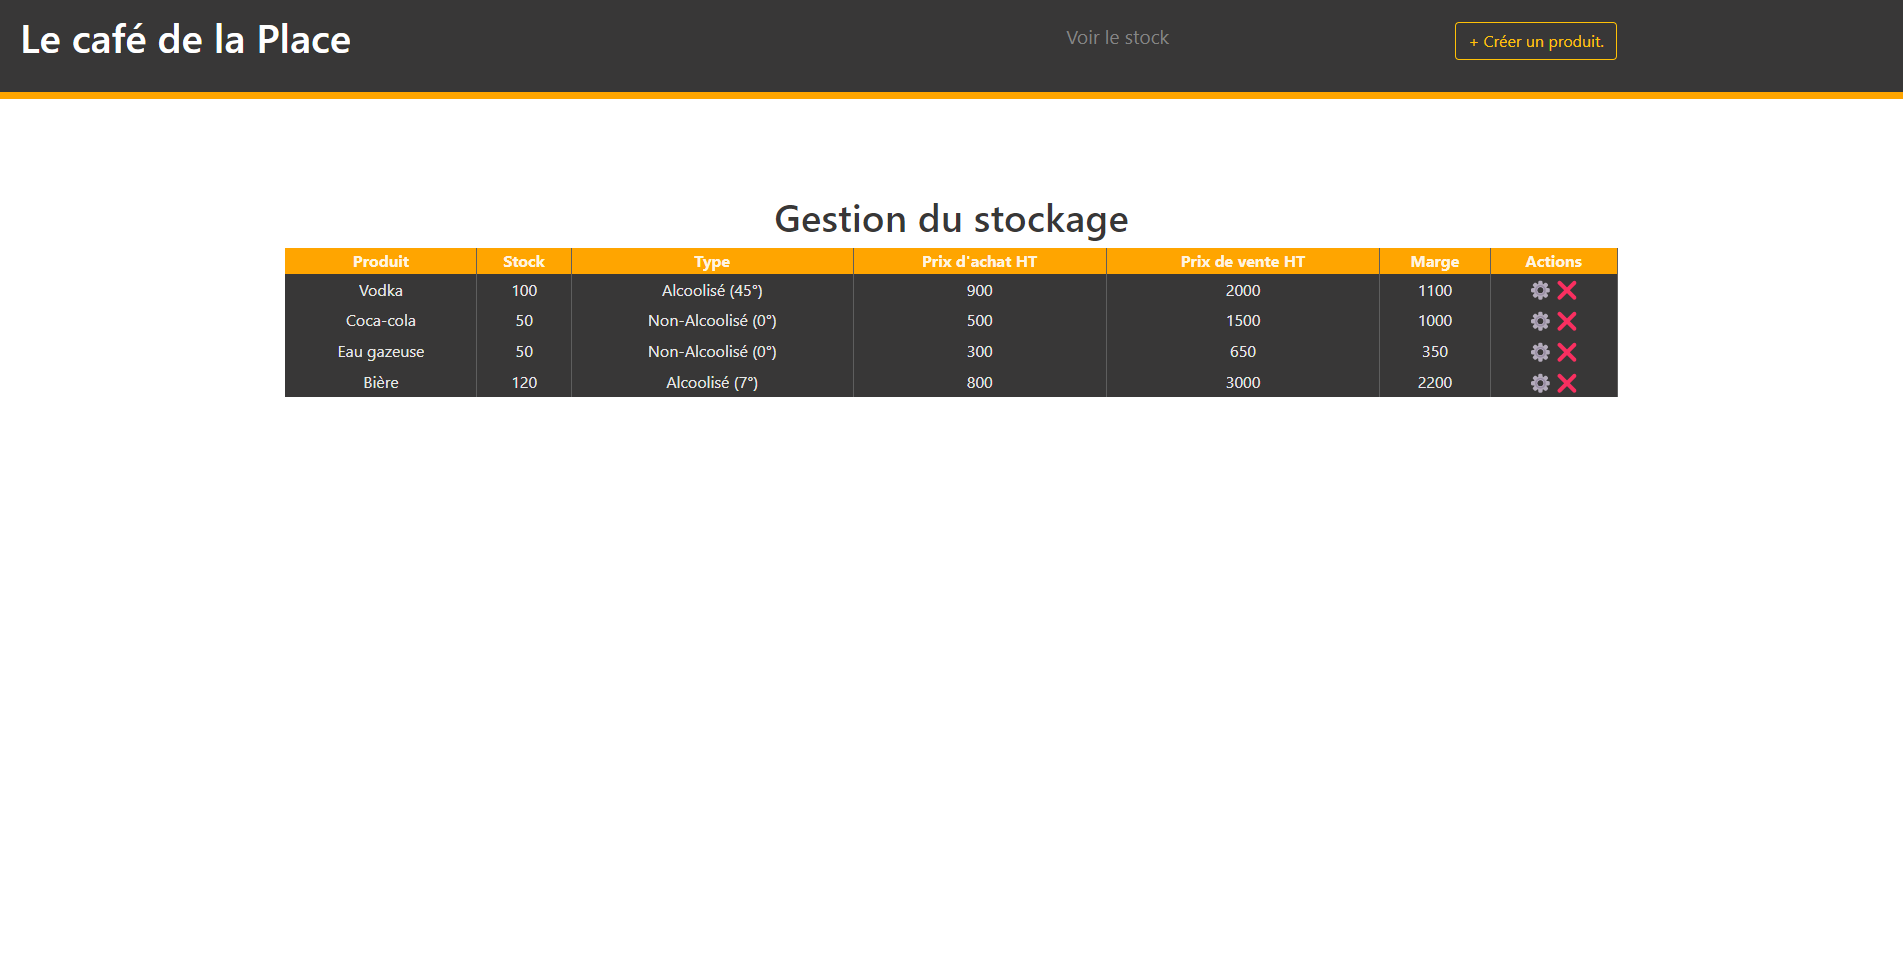 Le café de la Place
Voir le stock
+ Créer un produit.
Gestion du stockage
Produit Stock Type Prix d'achat HT Prix de vente HT Marge Actions
Vodka 100 Alcoolisé (45°) 900 2000 1100
Coca-cola 50 Non-Alcoolisé (0°) 500 1500 1000
Eau gazeuse 50 Non-Alcoolisé (0°) 300 650 350
Bière 120 Alcoolisé (7°) 800 3000 2200